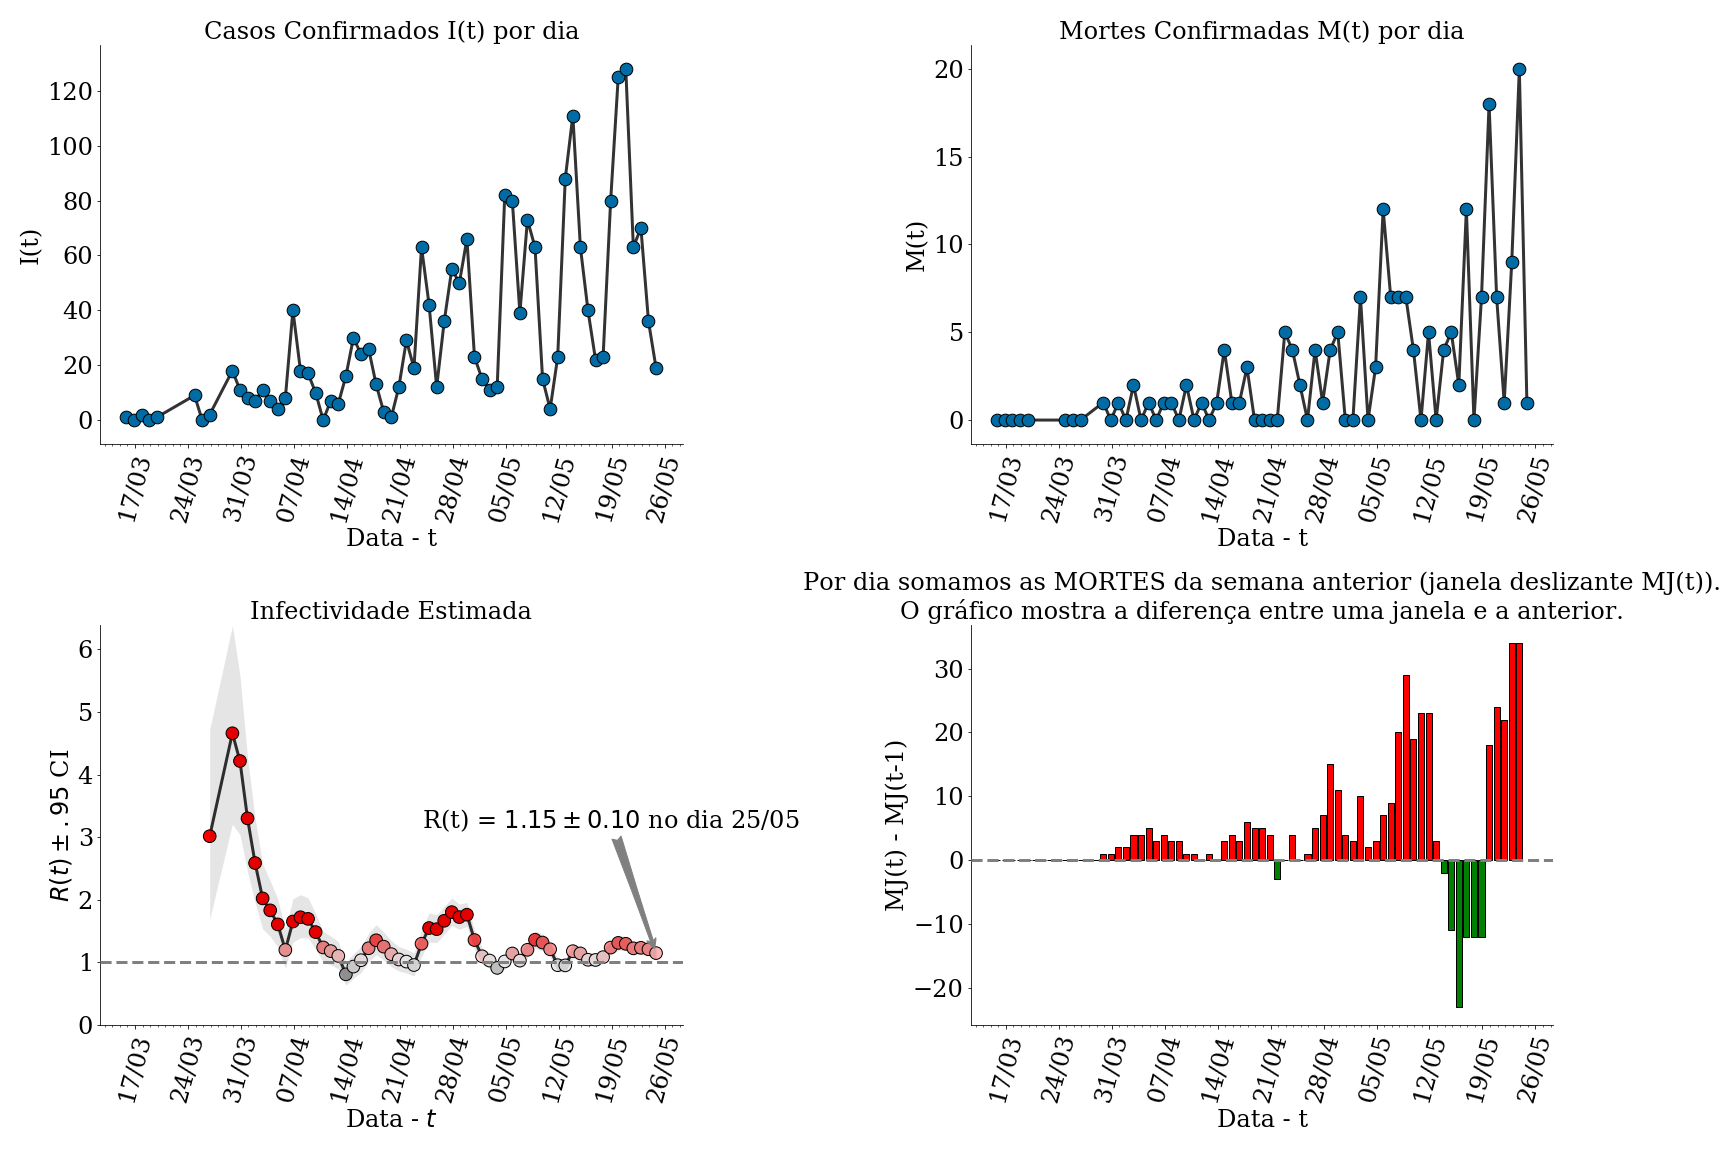 Casos Confirmados I(t) por dia
I(t)
120
100
80
60
40
20
0
17/03 24/03 31/03 07/04 14/04 21/04 28/04 05/05 12/05 19/05 26/05
Data - t
Mortes Confirmadas M(t) por dia
M(t)
20
15
10
5
0
17/03 24/03 31/03 07/04 14/04 21/04 28/04 05/05 12/05 19/05 26/05
Data - t
Infectividade Estimada
R(t) ± .95 CI
6
5
4
3
2
1
0
R(t) = 1.15 ± 0.10 no dia 25/05
17/03 24/03 31/03 07/04 14/04 21/04 28/04 05/05 12/05 19/05 26/05
Data - t
Por dia somamos as MORTES da semana anterior (janela deslizante MJ(t)).
O gráfico mostra a diferença entre uma janela e a anterior.
MJ(t) - MJ(t-1)
30
20
10
0
−10
−20
17/03 24/03 31/03 07/04 14/04 21/04 28/04 05/05 12/05 19/05 26/05
Data - t